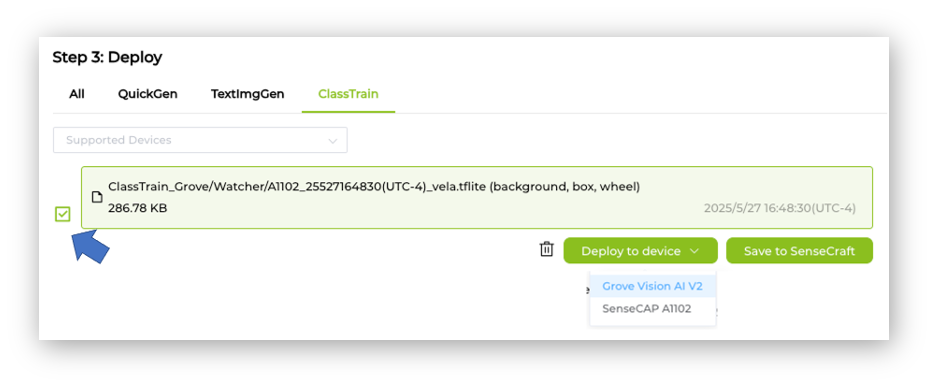 Step 3: Deploy
All QuickGen TextImgGen ClassTrain
Supported Devices
ClassTrain_Grove/Watcher/A1102_25527164830(UTC-4)_vela.tflite (background, box, wheel)
286.78 KB 2025/5/27 16:48:30(UTC-4)
Deploy to device Save to SenseCraft
Grove Vision AI V2
SenseCAP A1102